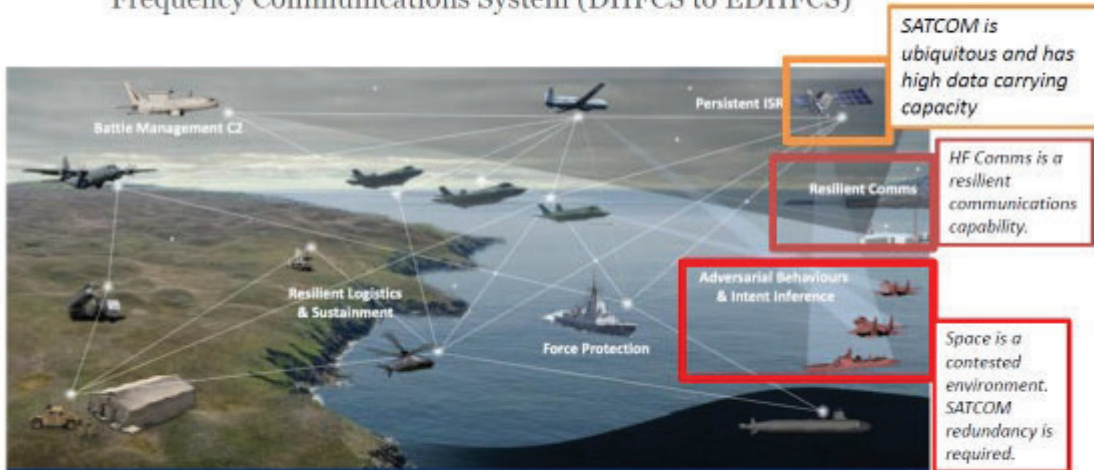 Frequency Communications System (DHFCS to EDHFCS)
SATCOM is
ubiquitous and has
high data carrying
capacity
Persistent ISR
Battle Management C2
HF Comms is a
resilient
communications
capability.
Resilient Comms
Adversarial Behaviours
& Intent Inference
Resilient Logistics
& Sustainment
Force Protection
Space is a
contested
environment.
SATCOM
redundancy is
required.